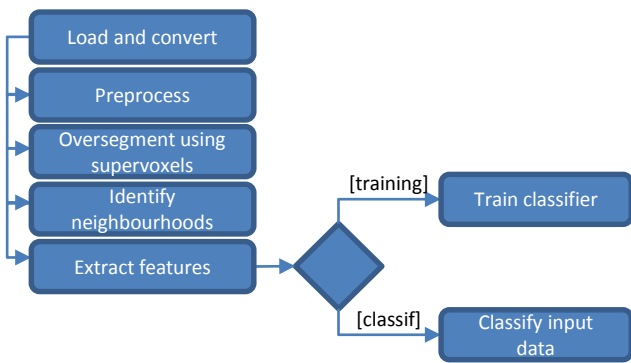 Load and convert
Preprocess
Oversegment using
supervoxels
Identify
neighbourhoods
Extract features
[training]
Train classifier
[classif]
Classify input
data